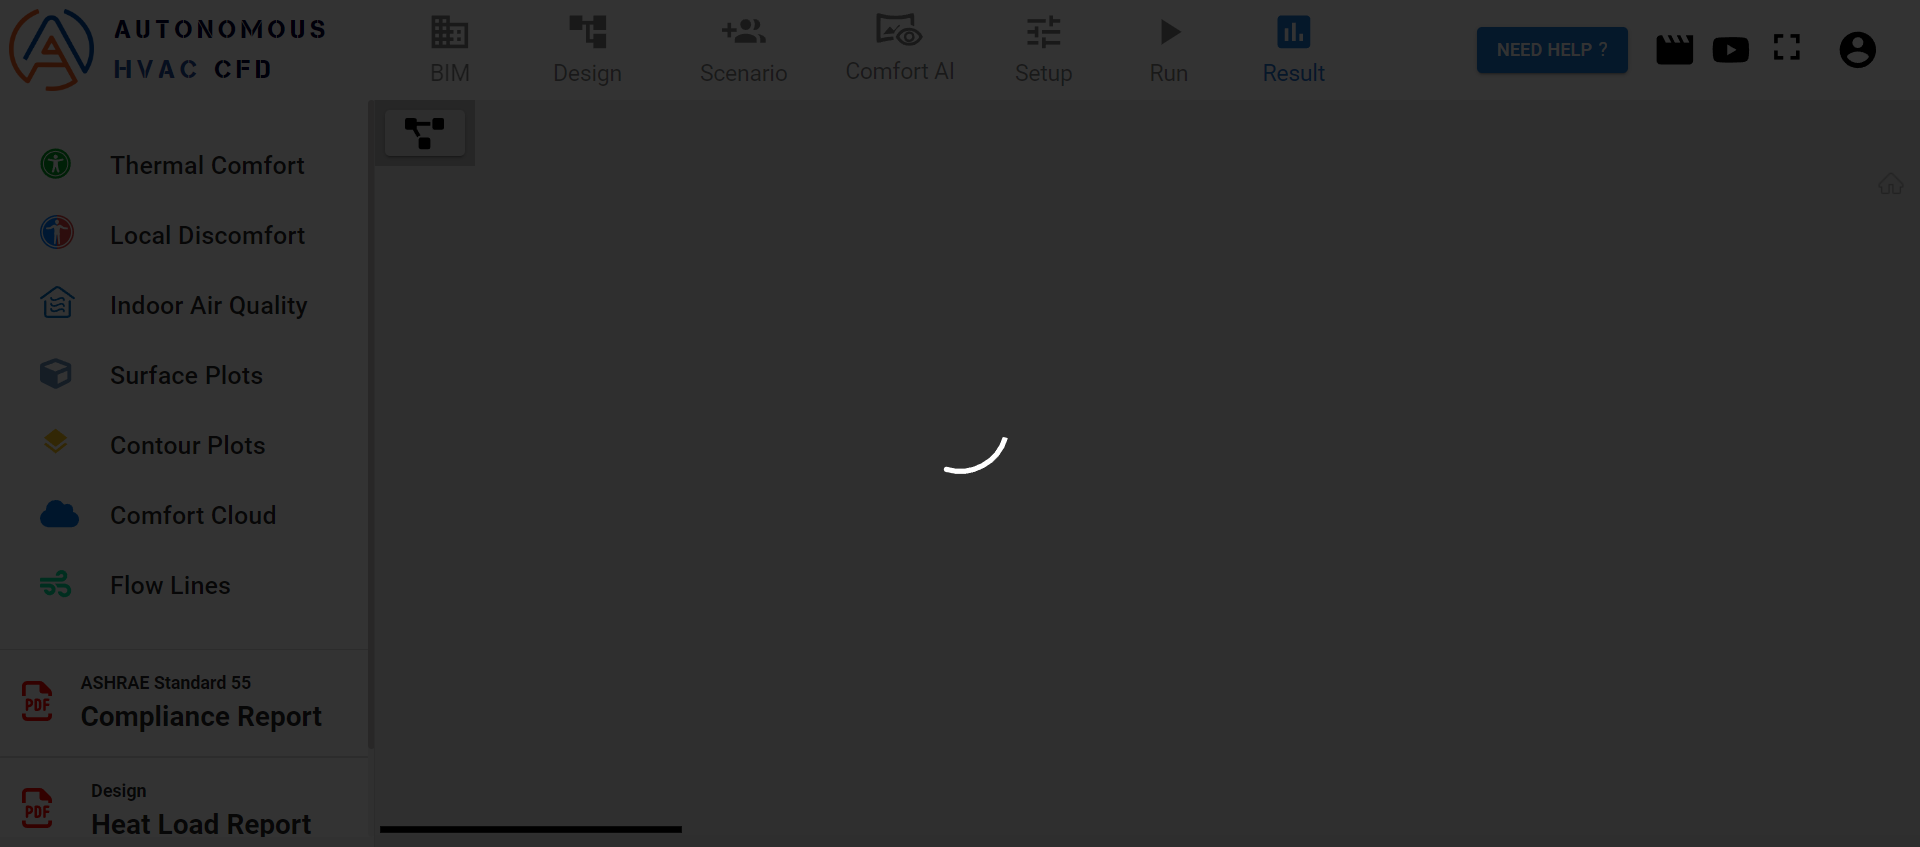 AUTONOMOUS
HVAC CFD
BIM
Design
Scenario
Comfort AI
Setup
Run
Result
NEED HELP ?
Thermal Comfort
Local Discomfort
Indoor Air Quality
Surface Plots
Contour Plots
Comfort Cloud
Flow Lines
PDF
ASHRAE Standard 55
Compliance Report
PDF
Design
Heat Load Report